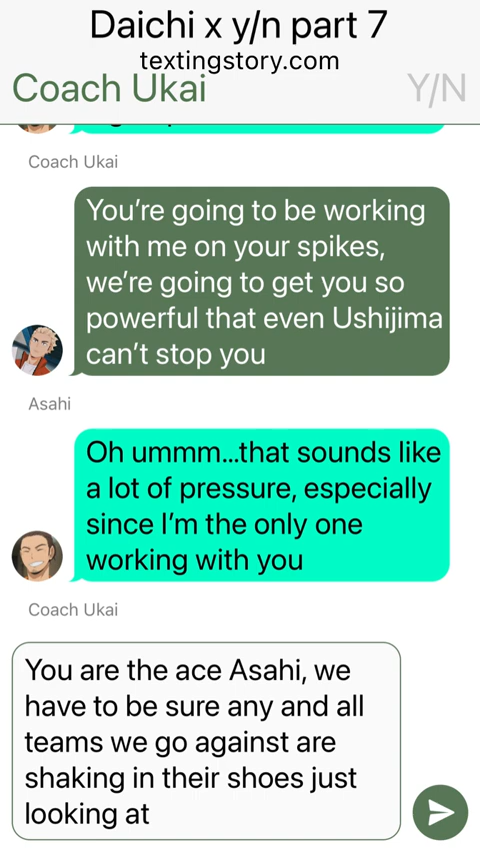 Daichi x y/n part 7
textingstory.com
Coach Ukai
Y/N
Coach Ukai
You're going to be working
with me on your spikes,
we're going to get you so
powerful that even Ushijima
can't stop you
Asahi
Oh ummm...that sounds like
a lot of pressure, especially
since I'm the only one
working with you
Coach Ukai
You are the ace Asahi, we
have to be sure any and all
teams we go against are
shaking in their shoes just
looking at